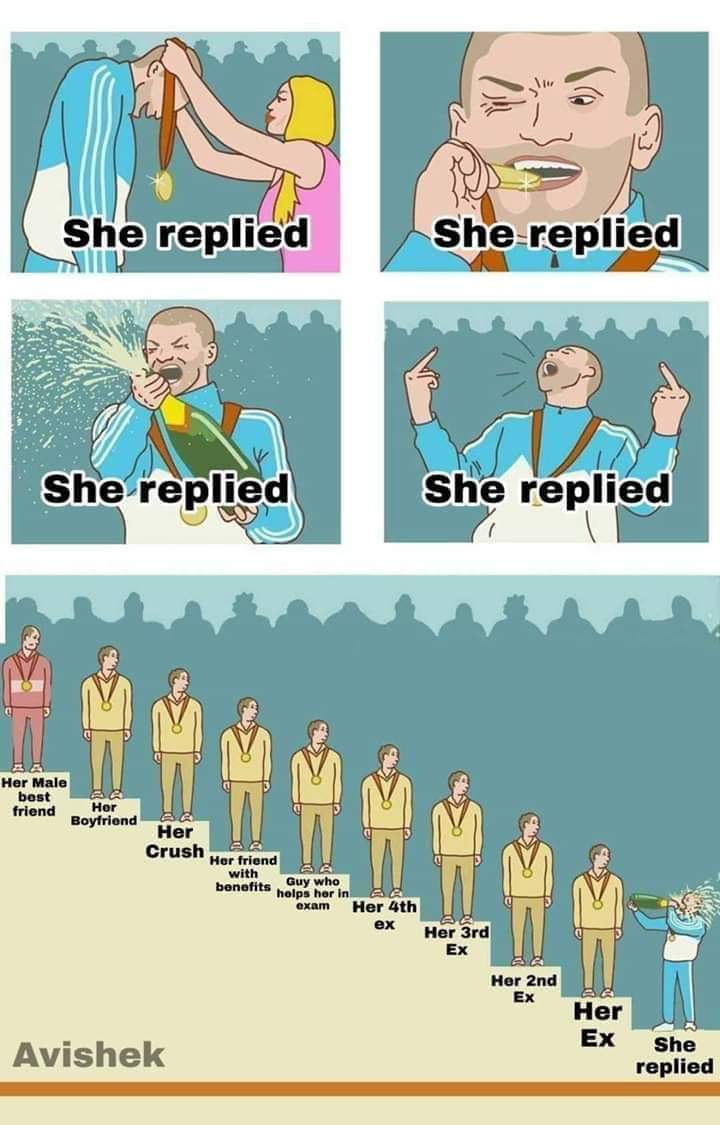 She replied
She replied
She replied
She replied
Her Male
best
friend
Her
Boyfriend
Her
Crush
Her friend
with
benefits
Guy who
helps her in
exam
Her 4th
ex
Her 3rd
Ex
Her 2nd
Ex
Her
Ex
She
replied
Avishek